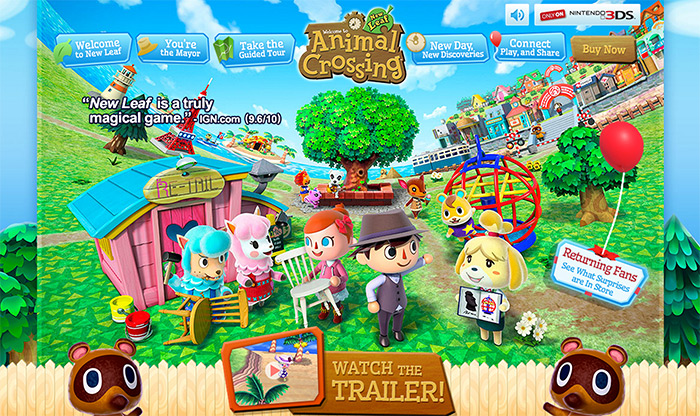 Welcome
to New Leaf
You're
the Mayor
Take the
Guided Tour
Welcome to
New
Leaf
Animal
Crossing
New Day,
New Discoveries
Connect
Play, and Share
ONLY ON
NINTENDO 3DS
Buy Now
“New Leaf is a truly
magical game.” - IGN.com (9.6/10)
RE-TAIL
Returning Fans
See What Surprises
are In Store
WATCH THE
TRAILER!